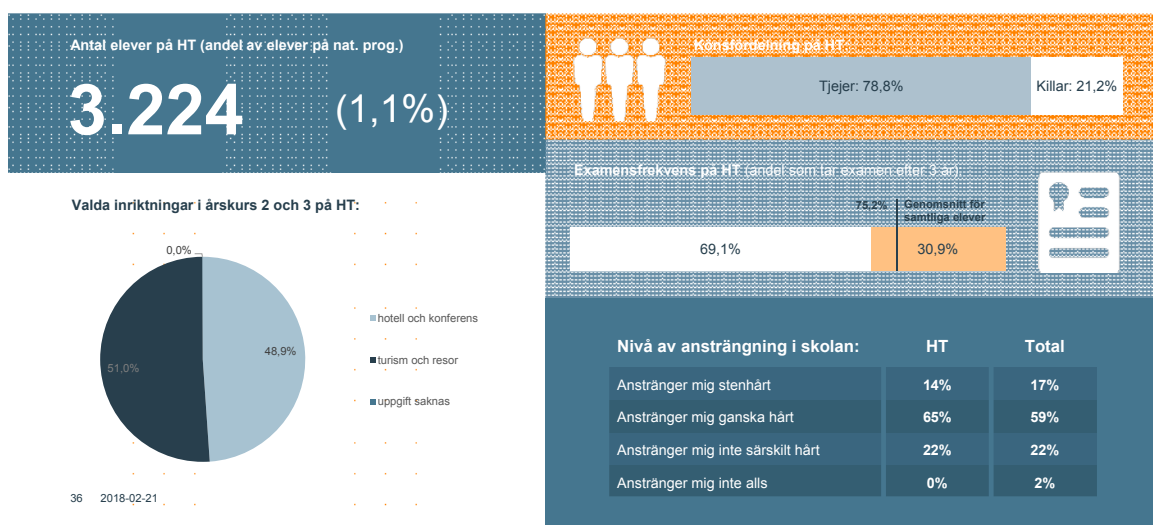 Antal elever på HT (andel av elever på nat. prog.)
3.224 (1,1%)
Valda inriktningar i årskurs 2 och 3 på HT:
0,0%
48,9%
51,0%
hotell och konferens
turism och resor
uppgift saknas
36 2018-02-21
Könsfördelning på HT:
Tjejer: 78,8%
Killar: 21,2%
Examensfrekvens på HT (andel som tar examen efter 3 år):
75,2%
Genomsnitt för
samtliga elever
69,1%
30,9%
Nivå av ansträngning i skolan: HT Total
Anstränger mig stenhårt 14% 17%
Anstränger mig ganska hårt 65% 59%
Anstränger mig inte särskilt hårt 22% 22%
Anstränger mig inte alls 0% 2%